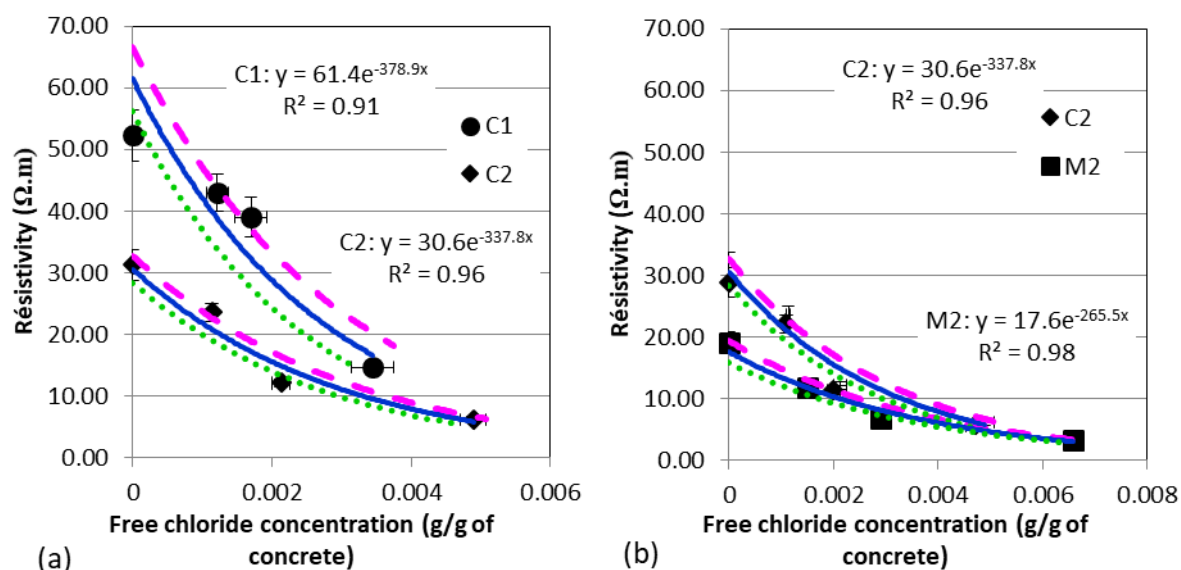 Résistivity (Ω.m)
70.00
60.00
50.00
40.00
30.00
20.00
10.00
0.00
C1: y = 61.4e^-378.9x
R² = 0.91
C1
C2
C2: y = 30.6e^-337.8x
R² = 0.96
0 0.002 0.004 0.006
Free chloride concentration (g/g of
concrete)
(a)
Résistivity (Ω.m)
70.00
60.00
50.00
40.00
30.00
20.00
10.00
0.00
C2: y = 30.6e^-337.8x
R² = 0.96
C2
M2
M2: y = 17.6e^-265.5x
R² = 0.98
0 0.002 0.004 0.006 0.008
Free chloride concentration (g/g of
concrete)
(b)